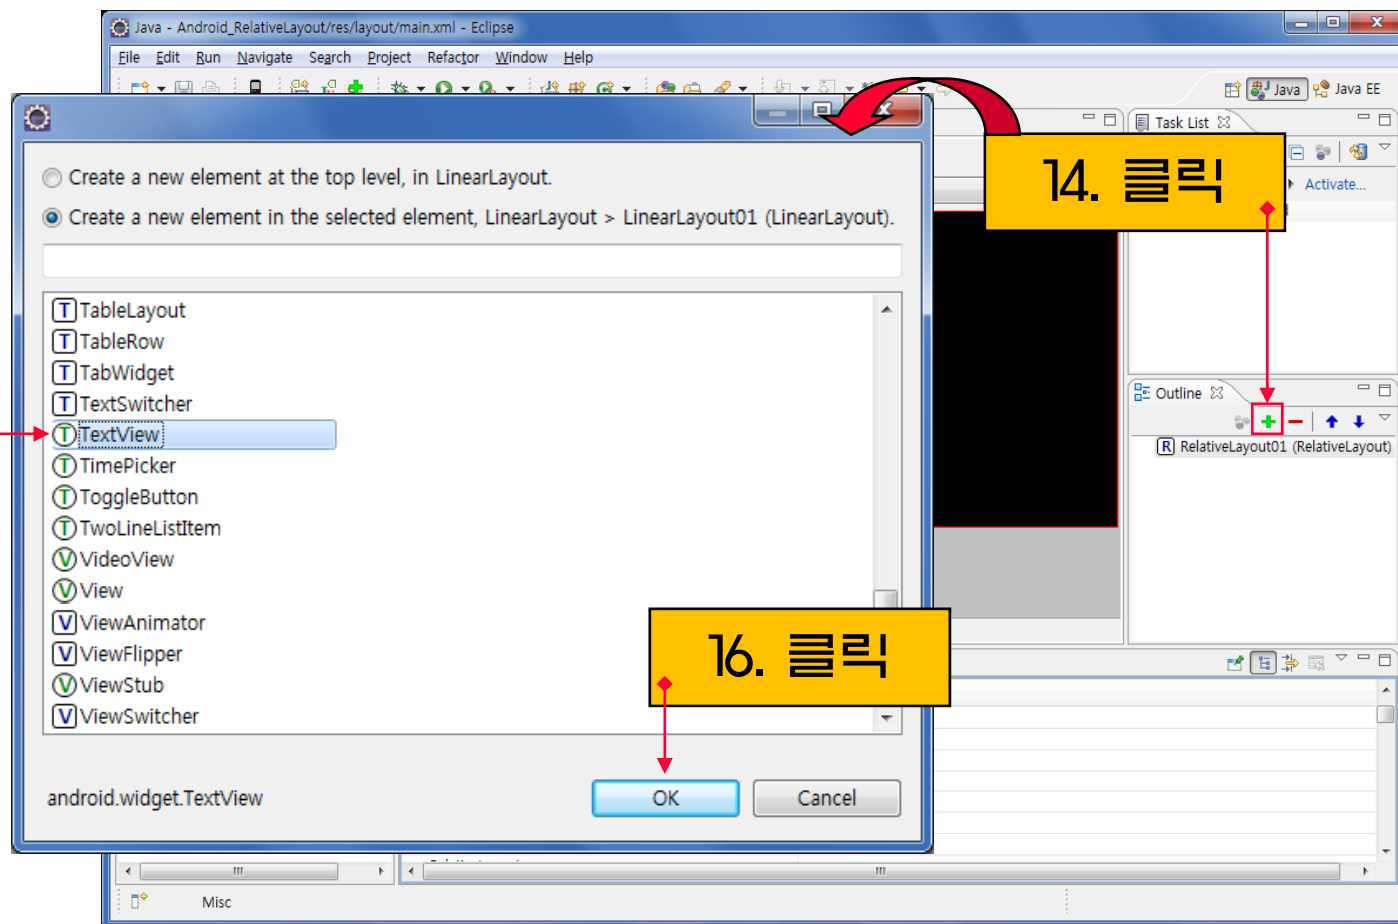 Java - Android_RelativeLayout/res/layout/main.xml - Eclipse
File Edit Run Navigate Search Project Refactor Window Help
Java Java EE
Task List
14. 클릭
Activate...
Create a new element at the top level, in LinearLayout.
Create a new element in the selected element, LinearLayout > LinearLayout01 (LinearLayout).
TableLayout
TableRow
TabWidget
TextSwitcher
TextView
TimePicker
ToggleButton
TwoLineListItem
VideoView
View
ViewAnimator
ViewFlipper
ViewStub
ViewSwitcher
Outline
RelativeLayout01 (RelativeLayout)
16. 클릭
android.widget.TextView
OK Cancel
Misc